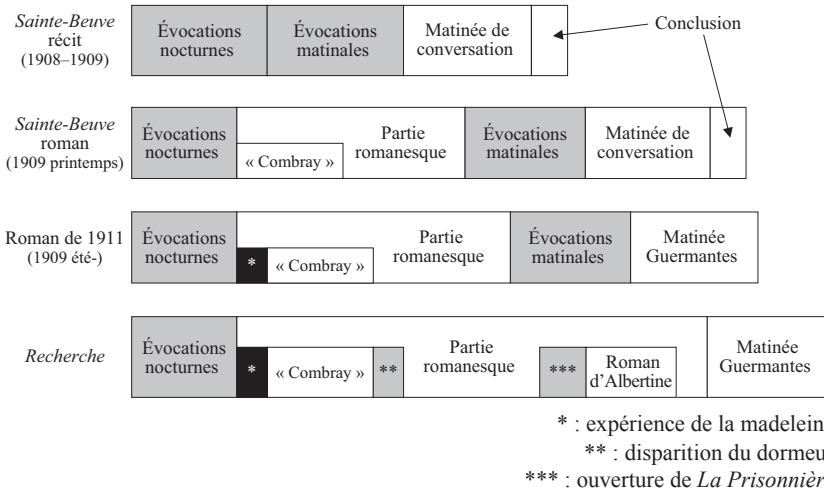 Sainte-Beuve
récit
(1908–1909)
Évocations
nocturnes
Évocations
matinales
Matinée de
conversation
Conclusion
Sainte-Beuve
roman
(1909 printemps)
Évocations
nocturnes
« Combray »
Partie
romanesque
Évocations
matinales
Matinée de
conversation
Roman de 1911
(1909 été-)
Évocations
nocturnes
*
« Combray »
Partie
romanesque
Évocations
matinales
Matinée
Guermantes
Recherche
Évocations
nocturnes
*
« Combray »
**
Partie
romanesque
***
Roman
d’Albertine
Matinée
Guermantes
* : expérience de la madelein
** : disparition du dormeu
*** : ouverture de La Prisonnièr